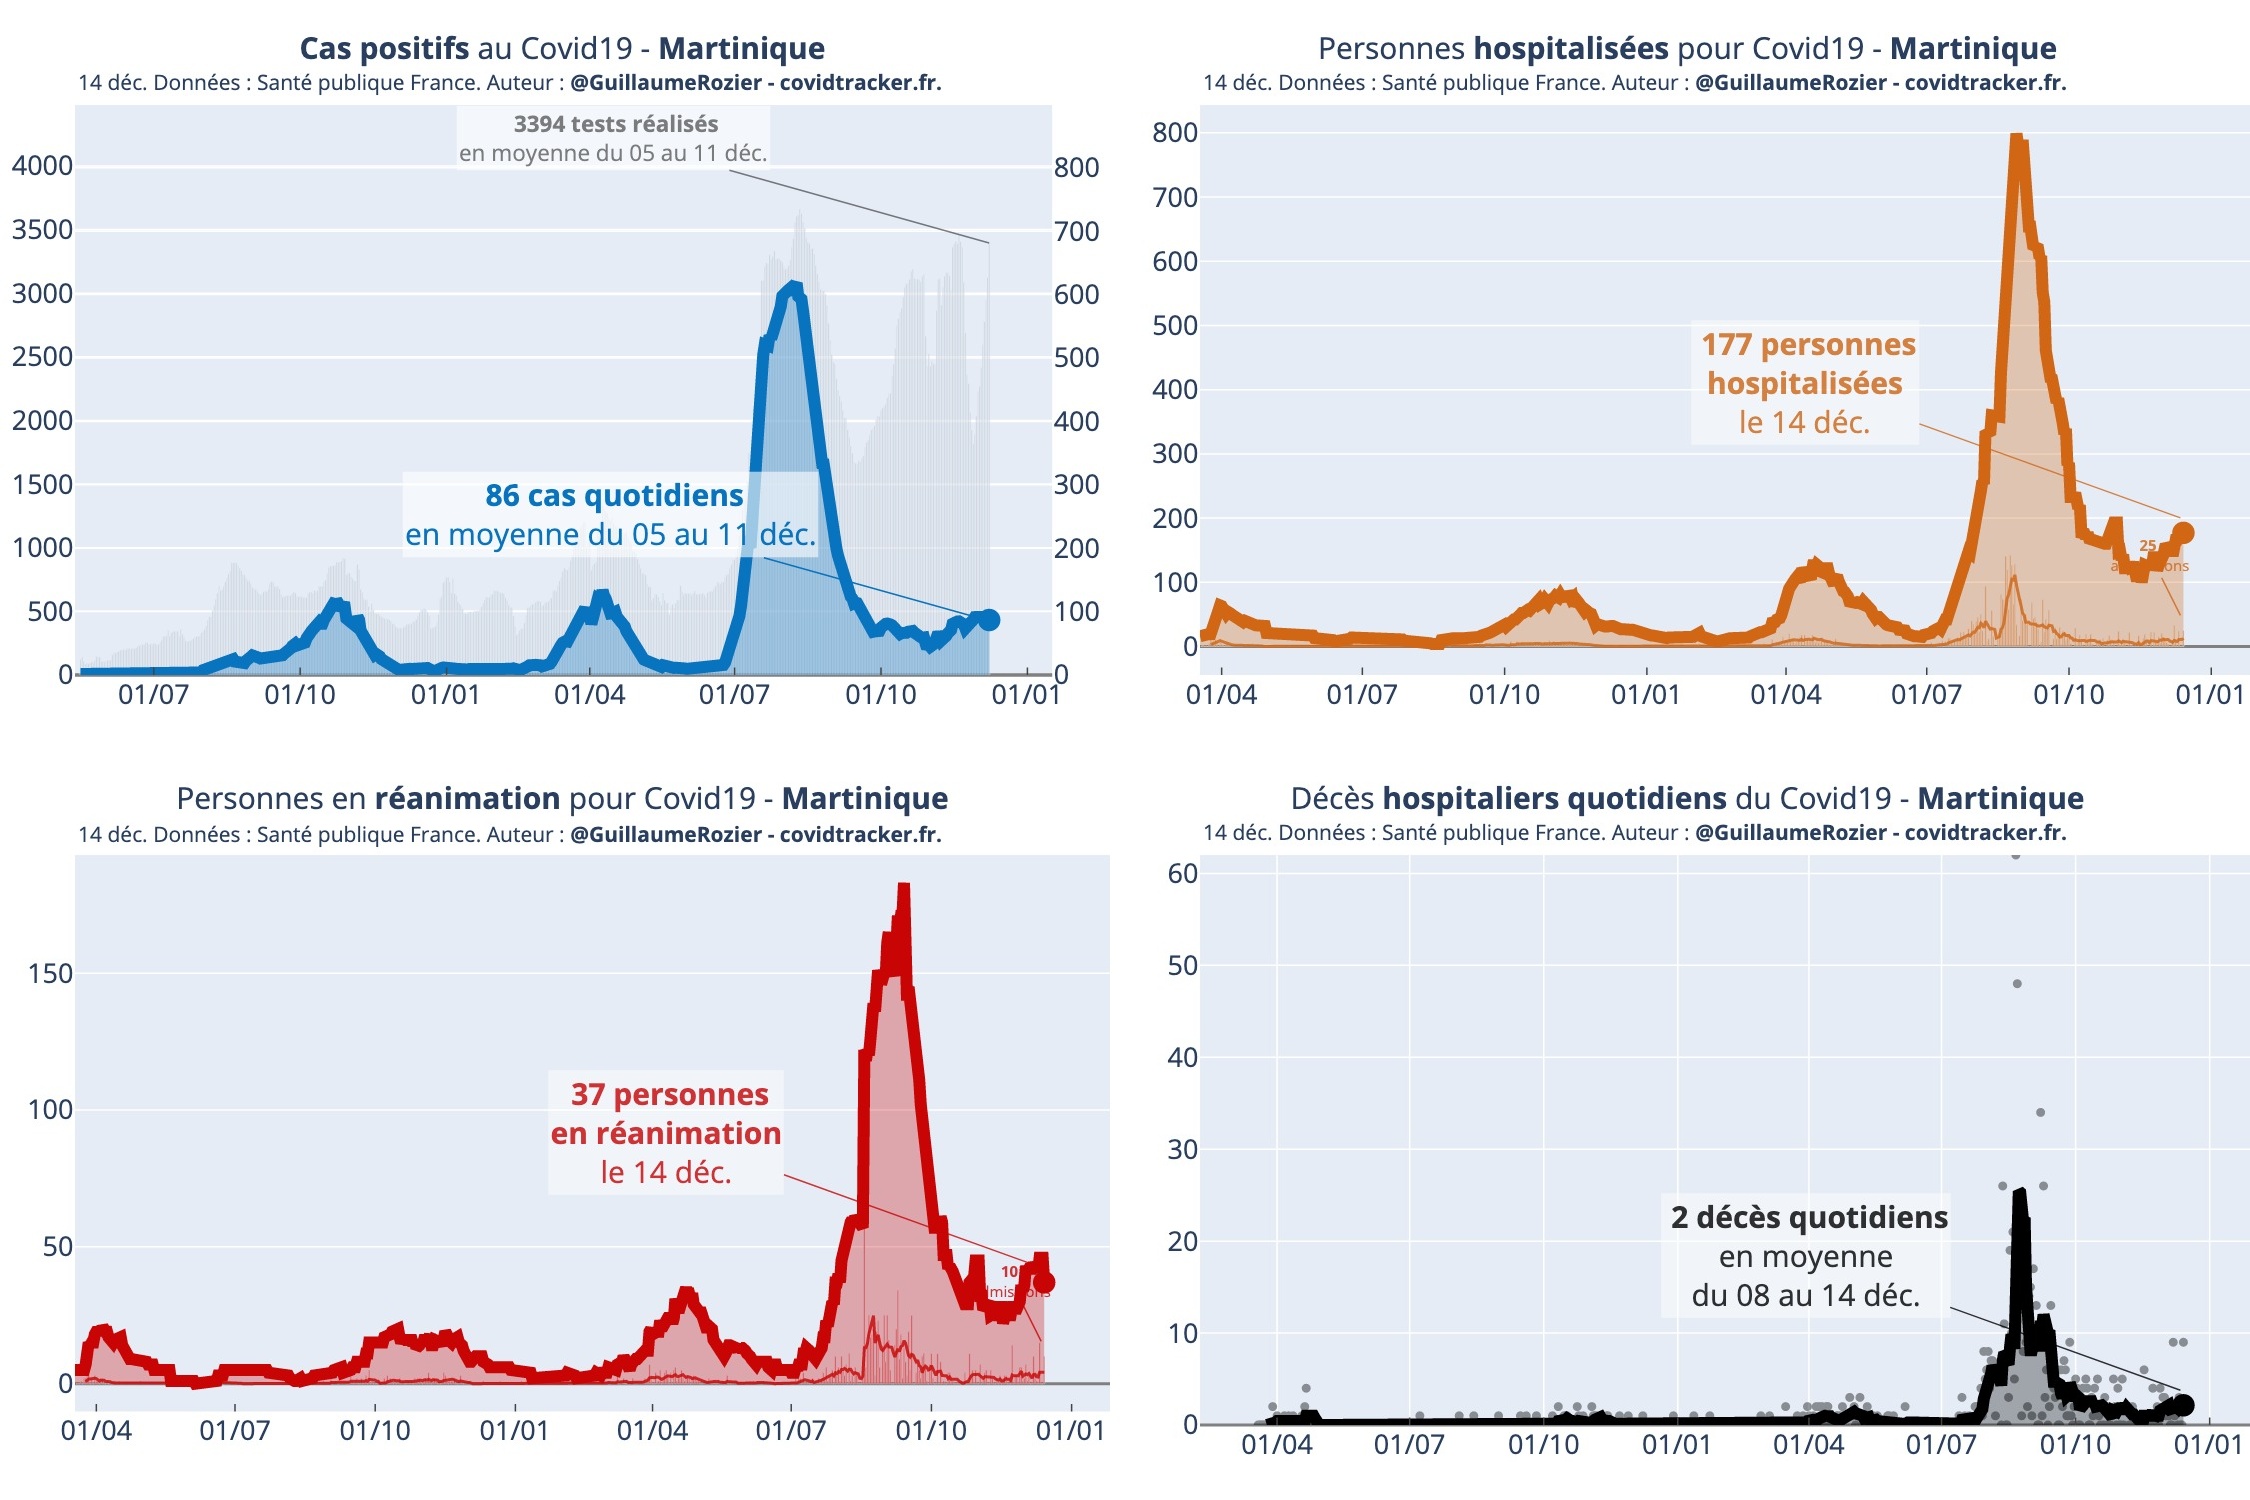 Cas positifs au Covid19 - Martinique
14 déc. Données : Santé publique France. Auteur : @GuillaumeRozier - covidtracker.fr.
3394 tests réalisés
en moyenne du 05 au 11 déc.
86 cas quotidiens
en moyenne du 05 au 11 déc.
4000
3500
3000
2500
2000
1500
1000
500
0
800
700
600
500
400
300
200
100
0
01/07 01/10 01/01 01/04 01/07 01/10 01/01
Personnes hospitalisées pour Covid19 - Martinique
14 déc. Données : Santé publique France. Auteur : @GuillaumeRozier - covidtracker.fr.
800
700
600
500
400
300
200
100
0
177 personnes
hospitalisées
le 14 déc.
25
01/04 01/07 01/10 01/01 01/04 01/07 01/10 01/01
Personnes en réanimation pour Covid19 - Martinique
14 déc. Données : Santé publique France. Auteur : @GuillaumeRozier - covidtracker.fr.
150
100
50
0
37 personnes
en réanimation
le 14 déc.
10
01/04 01/07 01/10 01/01 01/04 01/07 01/10 01/01
Décès hospitaliers quotidiens du Covid19 - Martinique
14 déc. Données : Santé publique France. Auteur : @GuillaumeRozier - covidtracker.fr.
60
50
40
30
20
10
0
2 décès quotidiens
en moyenne
du 08 au 14 déc.
01/04 01/07 01/10 01/01 01/04 01/07 01/10 01/01